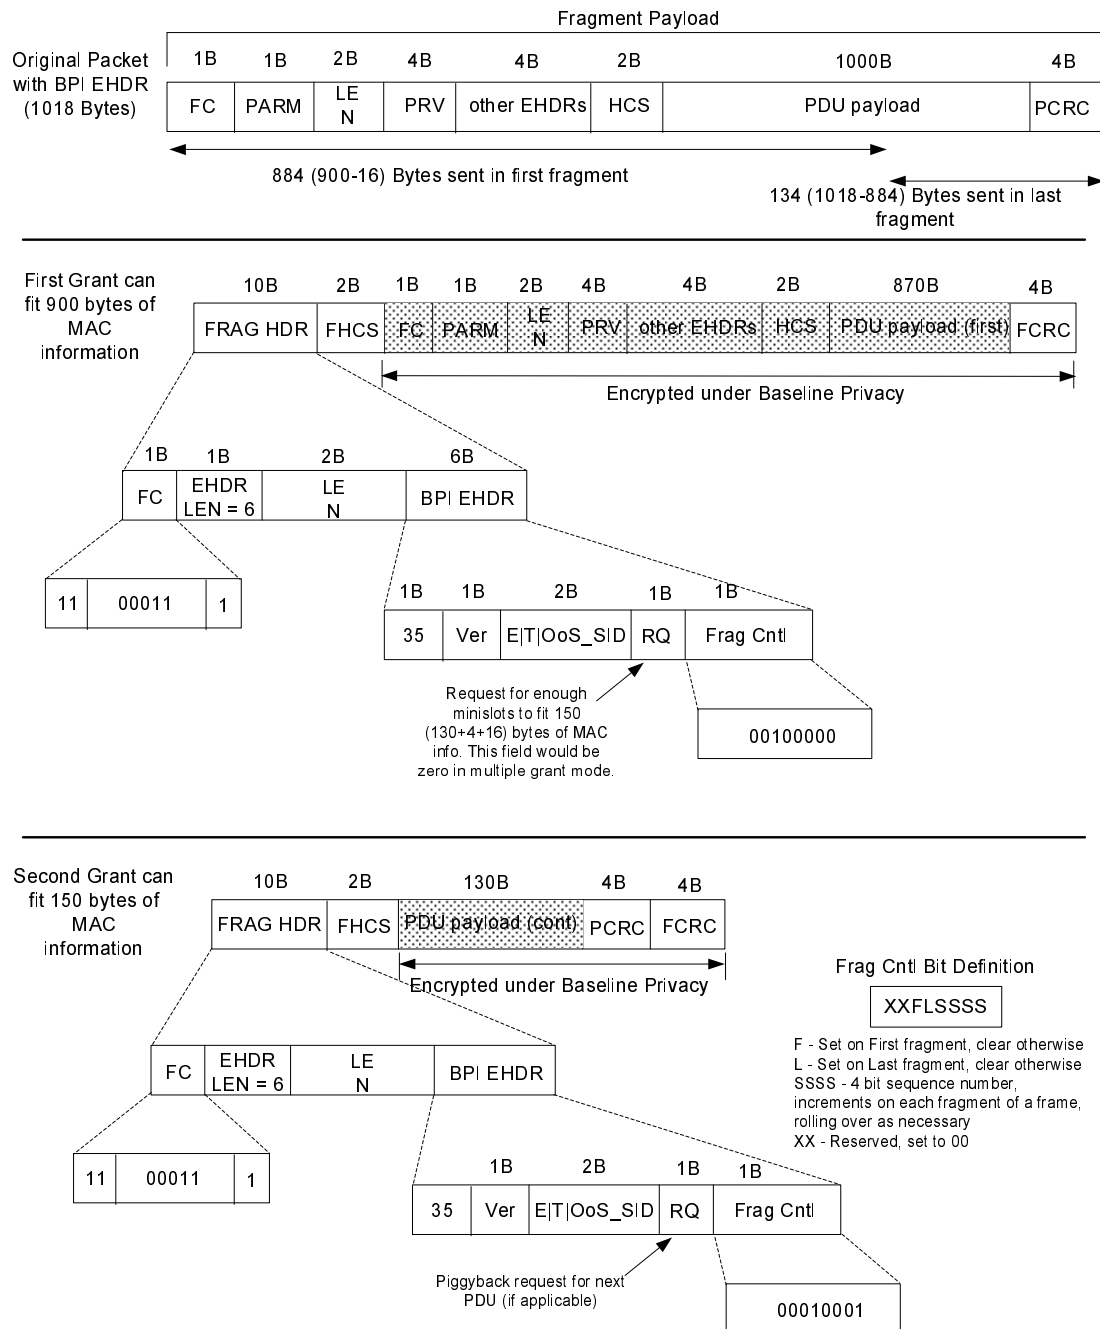 Fragment Payload
Original Packet
with BPI EHDR
(1018 Bytes)
1B 1B 2B 4B 4B 2B 1000B 4B
FC PARM LE N PRV other EHDRs HCS PDU payload PCRC
884 (900-16) Bytes sent in first fragment
134 (1018-884) Bytes sent in last
fragment
First Grant can
fit 900 bytes of
MAC
information
10B 2B 1B 1B 2B 4B 4B 2B 870B 4B
FRAG HDR FHCS FC PARM LE N PRV other EHDRs HCS PDU payload (first) FCRC
Encrypted under Baseline Privacy
1B 1B 2B 6B
FC EHDR LEN = 6 LE N BPI EHDR
11 00011 1
1B 1B 2B 1B 1B
35 Ver E|T|OoS_SID RQ Frag Cntl
Request for enough
minislots to fit 150
(130+4+16) bytes of MAC
info. This field would be
zero in multiple grant mode.
00100000
Second Grant can
fit 150 bytes of
MAC
information
10B 2B 130B 4B 4B
FRAG HDR FHCS PDU payload (cont) PCRC FCRC
Encrypted under Baseline Privacy
FC EHDR LEN = 6 LE N BPI EHDR
11 00011 1
1B 2B 1B 1B
35 Ver E|T|OoS_SID RQ Frag Cntl
Piggyback request for next
PDU (if applicable)
00010001
Frag Cntl Bit Definition
XXFLSSSS
F - Set on First fragment, clear otherwise
L - Set on Last fragment, clear otherwise
SSSS - 4 bit sequence number,
increments on each fragment of a frame,
rolling over as necessary
XX - Reserved, set to 00